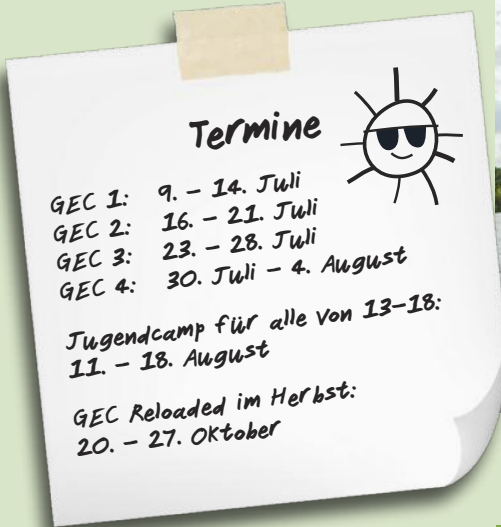 Termine
GEC 1: 9. – 14. Juli
GEC 2: 16. – 21. Juli
GEC 3: 23. – 28. Juli
GEC 4: 30. Juli – 4. August
Jugendcamp für alle von 13–18:
11. – 18. August
GEC Reloaded im Herbst:
20. – 27. Oktober